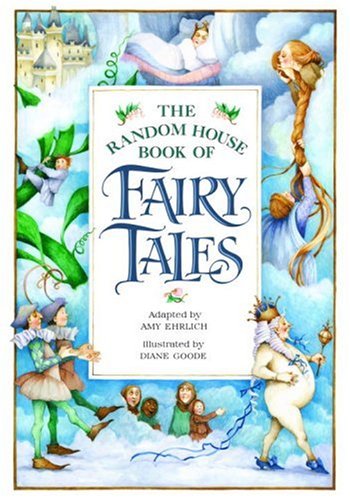 THE
RANDOM HOUSE
BOOK OF
FAIRY
TALES
Adapted by
AMY EHRLICH
Illustrated by
DIANE GOODE